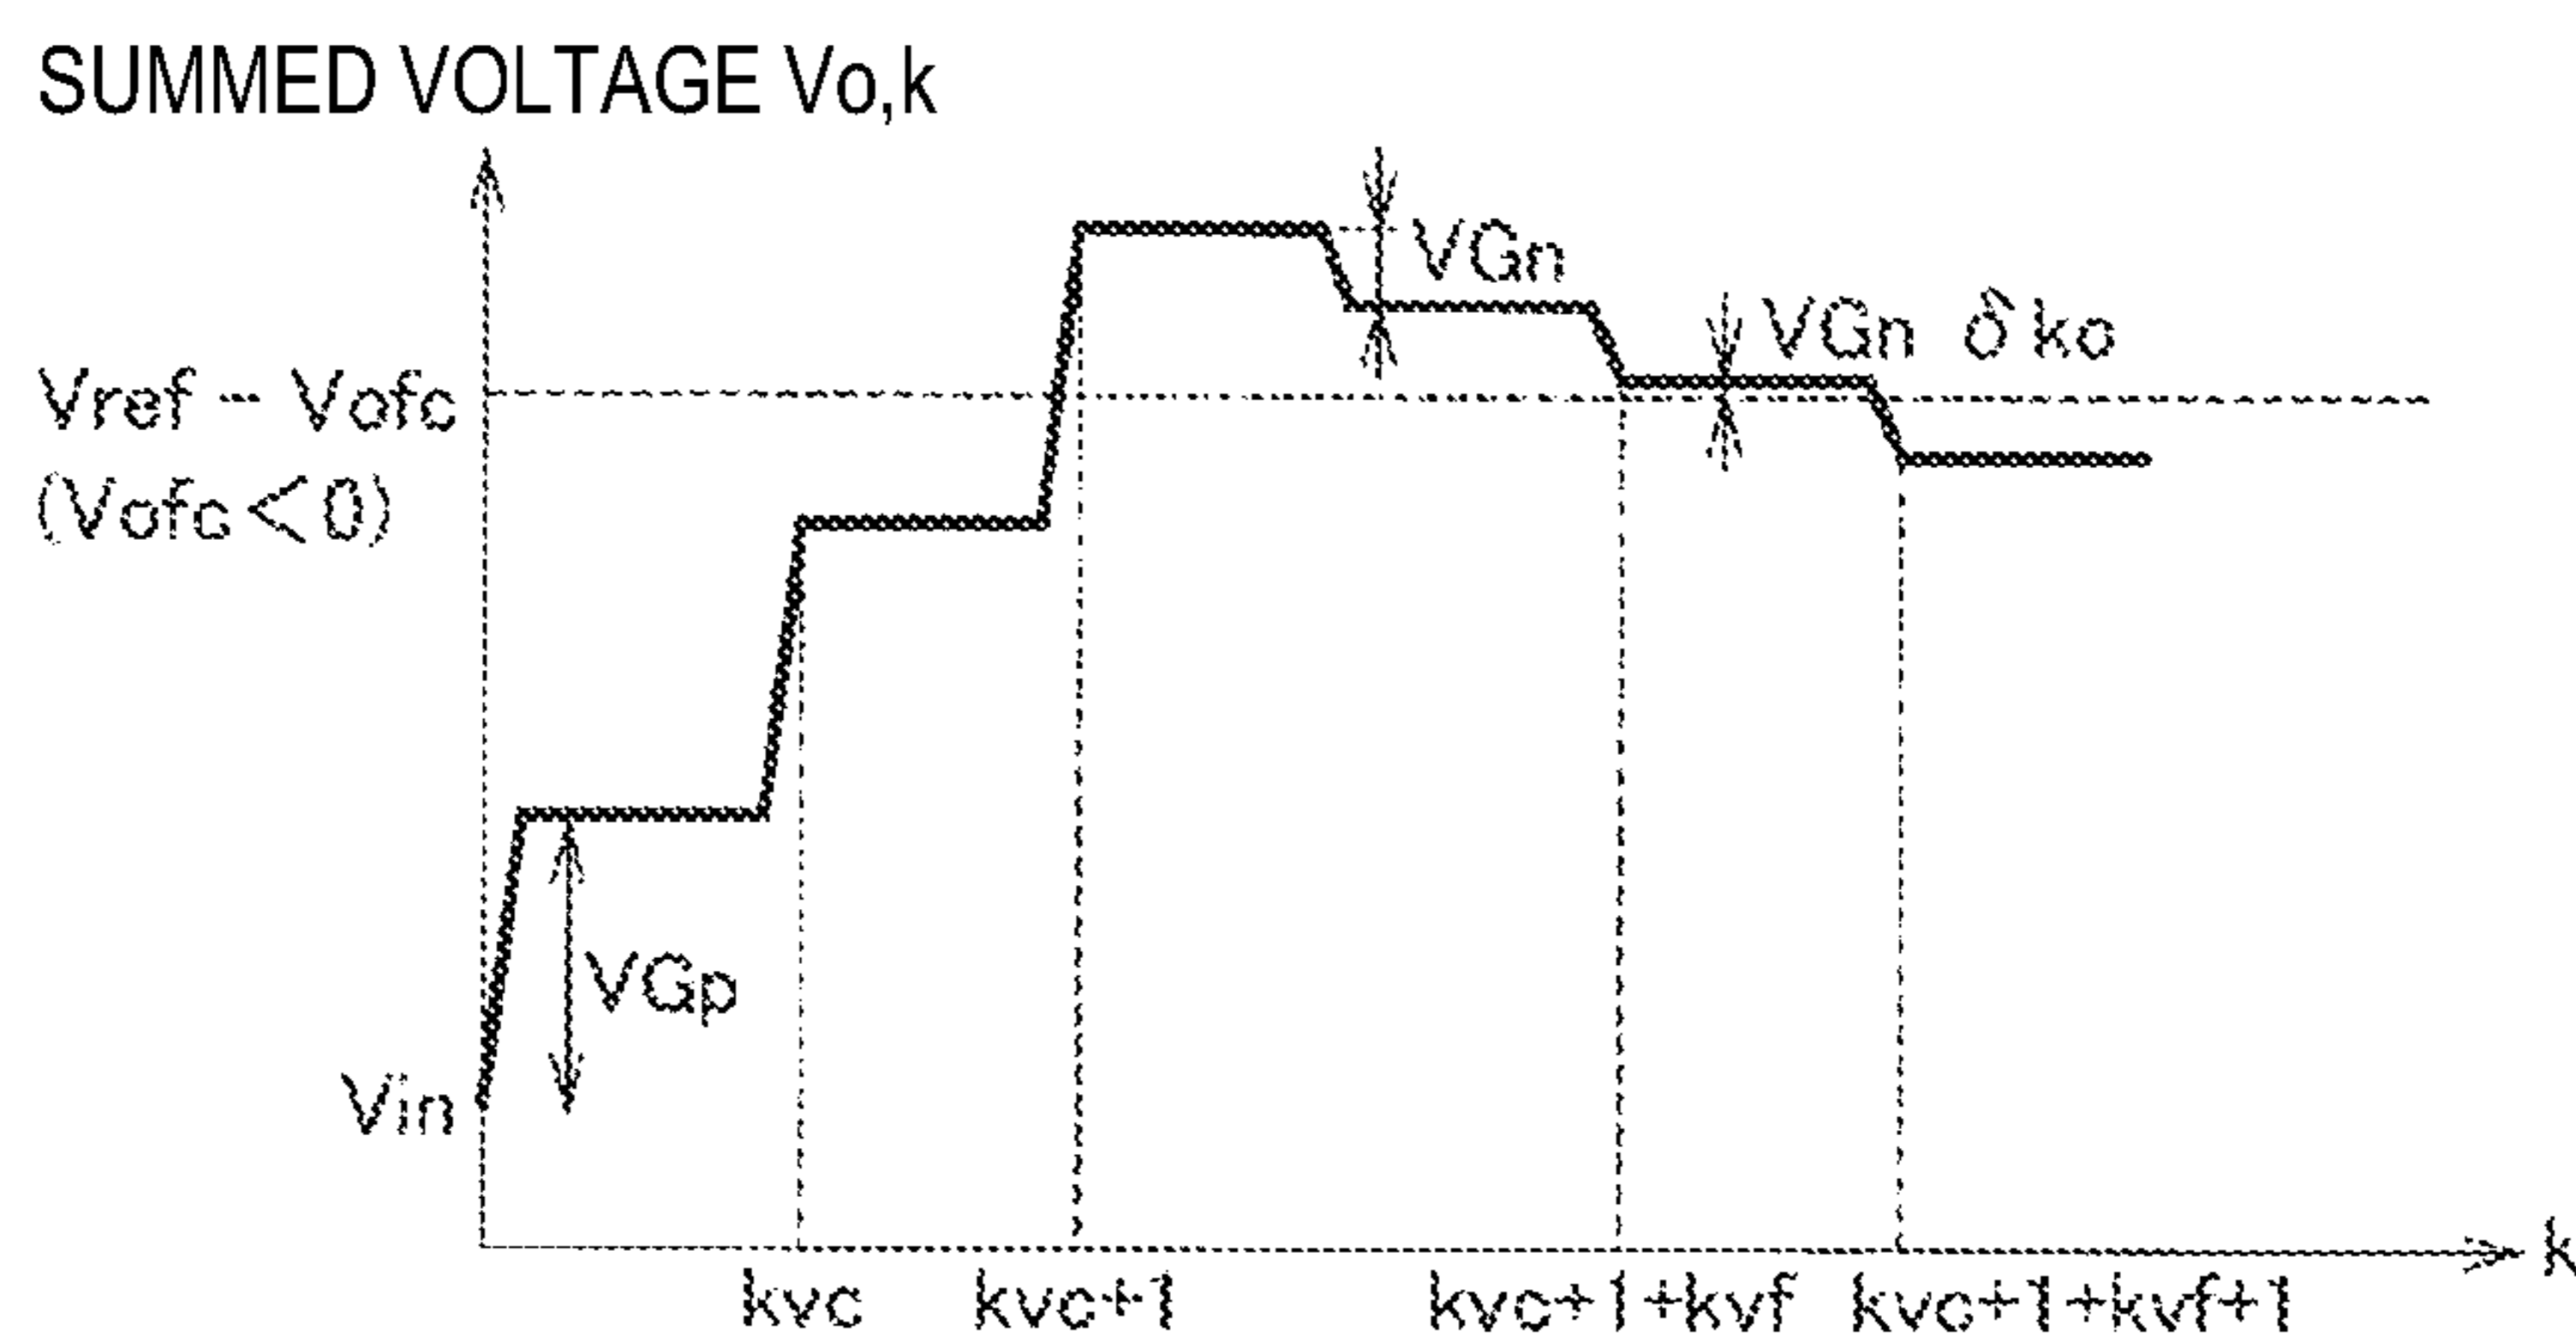 SUMMED VOLTAGE Vo,k
VGn
VGn δko
Vref - Vofc
(Vofc<0)
VGp
Vin
k
kvc kvc+1 kvc+1+kvf kvc+1+kvf+1